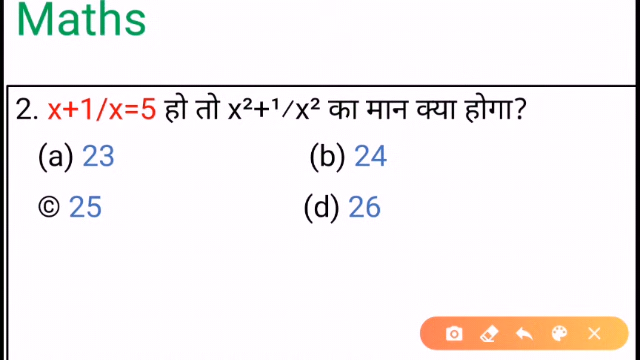 Maths
2. x+1/x=5 हो तो x²+¹/x² का मान क्या होगा?
(a) 23 (b) 24
© 25 (d) 26